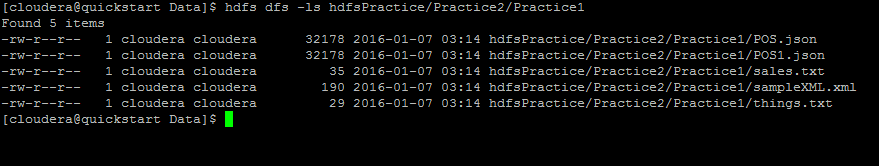 [cloudera@quickstart Data]$ hdfs dfs -ls hdfsPractice/Practice2/Practice1
Found 5 items
-rw-r--r--   1 cloudera cloudera      32178 2016-01-07 03:14 hdfsPractice/Practice2/Practice1/POS.json
-rw-r--r--   1 cloudera cloudera      32178 2016-01-07 03:14 hdfsPractice/Practice2/Practice1/POS1.json
-rw-r--r--   1 cloudera cloudera         35 2016-01-07 03:14 hdfsPractice/Practice2/Practice1/sales.txt
-rw-r--r--   1 cloudera cloudera        190 2016-01-07 03:14 hdfsPractice/Practice2/Practice1/sampleXML.xml
-rw-r--r--   1 cloudera cloudera         29 2016-01-07 03:14 hdfsPractice/Practice2/Practice1/things.txt
[cloudera@quickstart Data]$